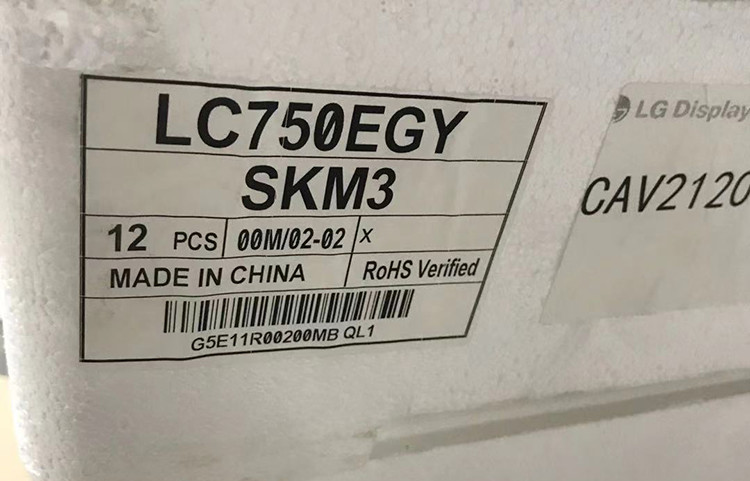 LC750EGY
SKM3
12 PCS 00M/02-02 X
MADE IN CHINA RoHS Verified
G5E11R00200MB QL1
LG Display
CAV2120